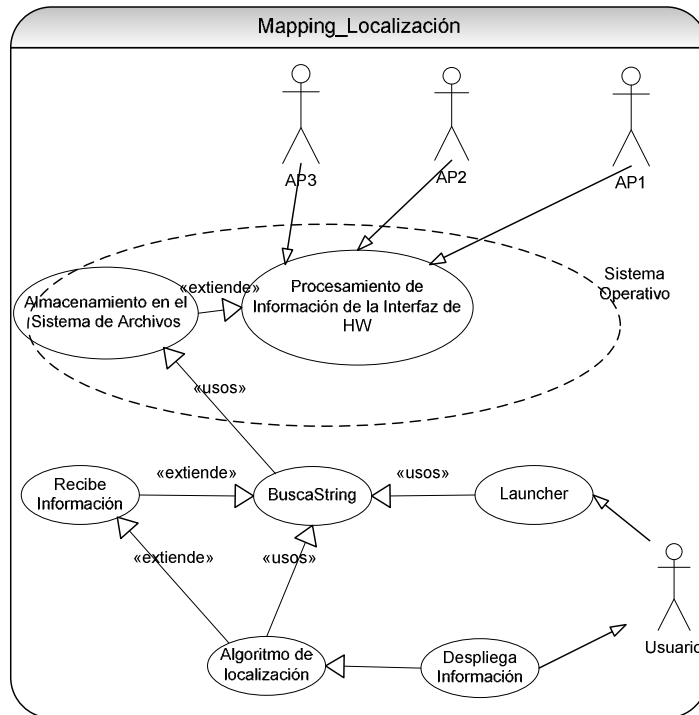 Mapping_Localización
AP3
AP2
AP1
Sistema
Operativo
«extiende»
Almacenamiento en el
Sistema de Archivos
Procesamiento de
Información de la Interfaz de
HW
«usos»
Recibe
Información
«extiende»
BuscaString
«usos»
Launcher
«extiende»
«usos»
Usuario
Algoritmo de
localización
Despliega
Información